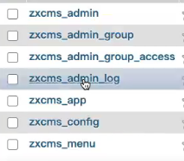 zxcms_admin
zxcms_admin_group
zxcms_admin_group_access
zxcms_admin_log
zxcms_app
zxcms_config
zxcms_menu